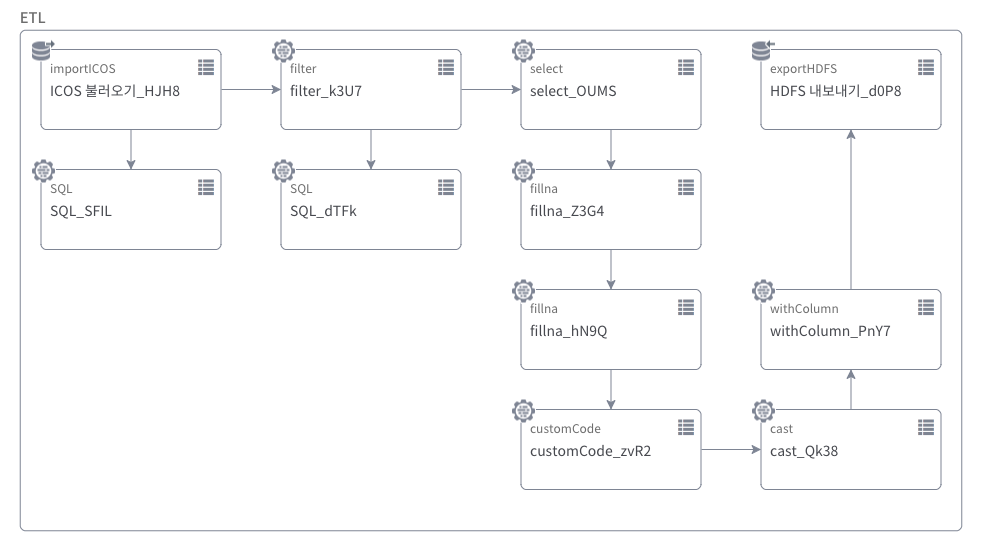 ETL
importICOS
ICOS 불러오기_HJH8
filter
filter_k3U7
select
select_OUMS
exportHDFS
HDFS 내보내기_d0P8
SQL
SQL_SFIL
SQL
SQL_dTFk
fillna
fillna_Z3G4
fillna
fillna_hN9Q
withColumn
withColumn_PnY7
customCode
customCode_zvR2
cast
cast_Qk38